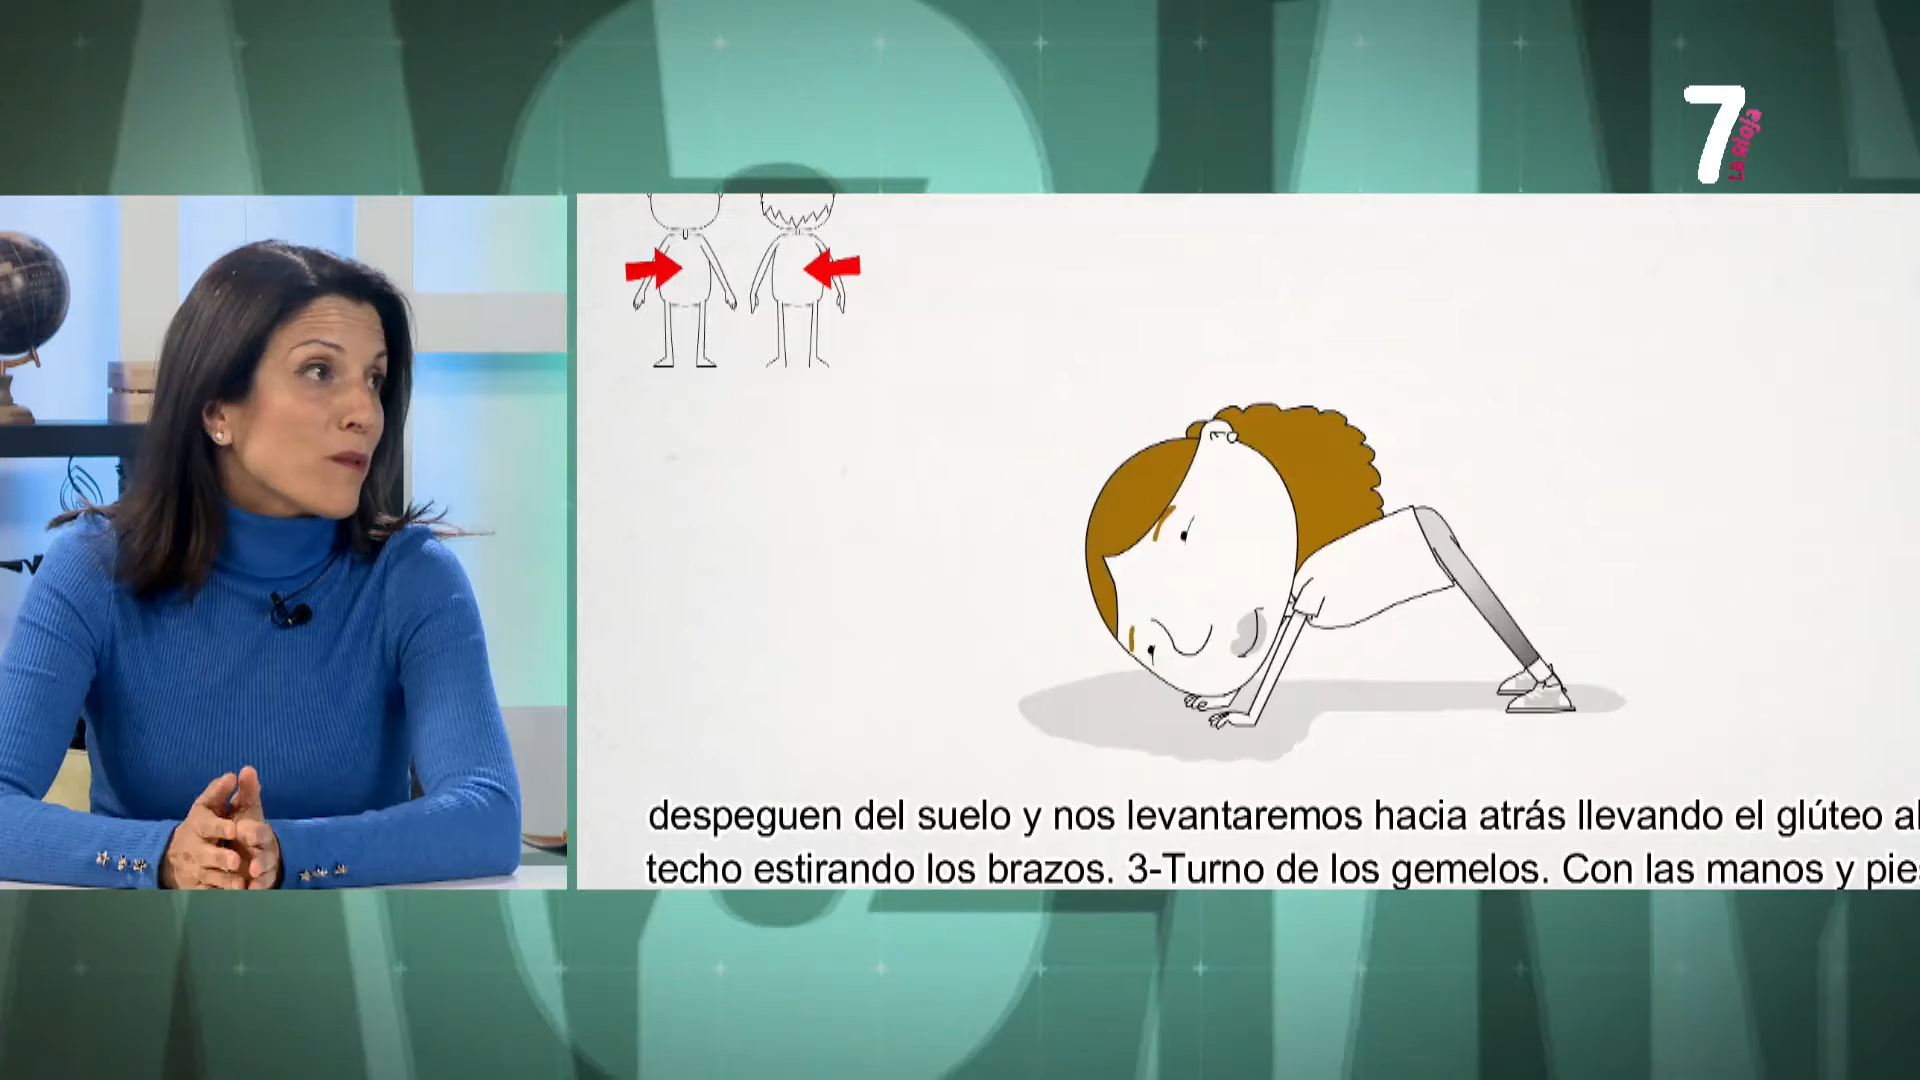 7
La Rioja
despeguen del suelo y nos levantaremos hacia atrás llevando el glúteo al
techo estirando los brazos. 3-Turno de los gemelos. Con las manos y pies